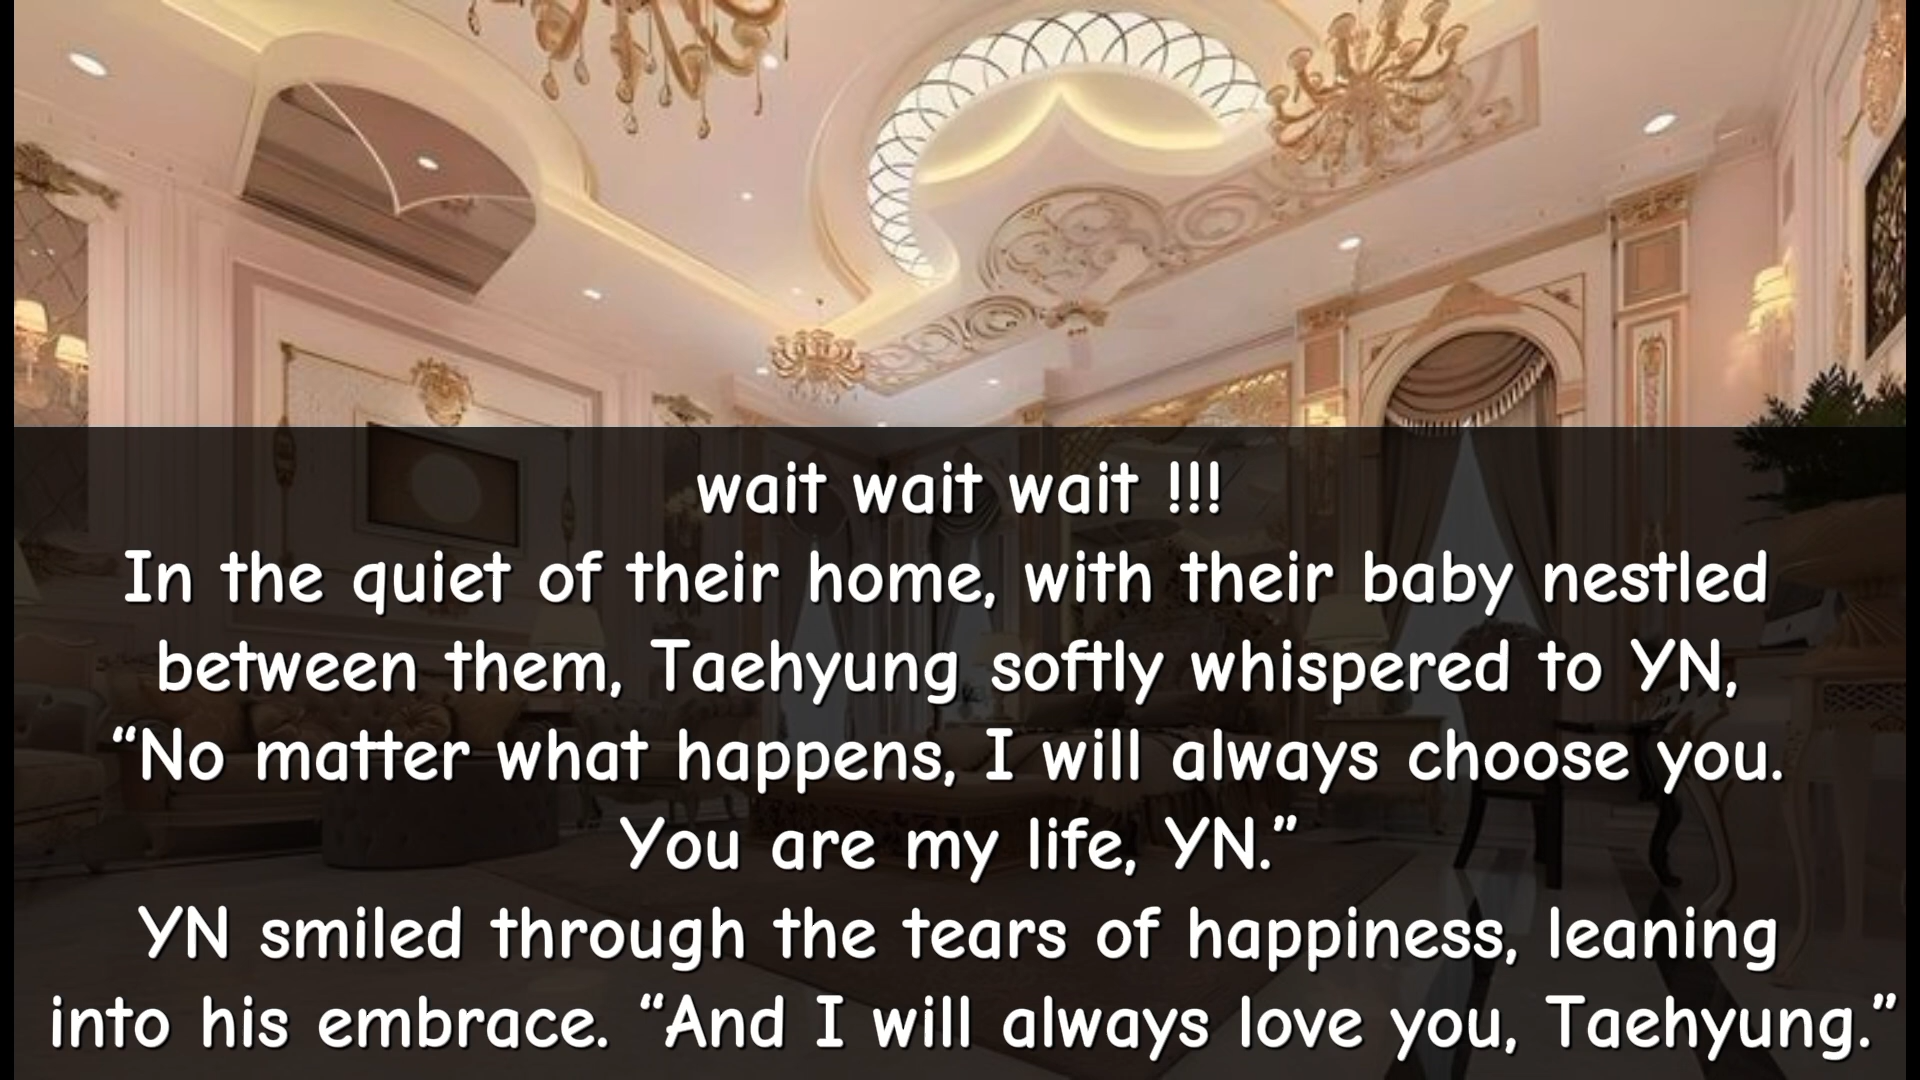 wait wait wait !!!
In the quiet of their home, with their baby nestled
between them, Taehyung softly whispered to YN,
“No matter what happens, I will always choose you.
You are my life, YN.”
YN smiled through the tears of happiness, leaning
into his embrace. “And I will always love you, Taehyung.”